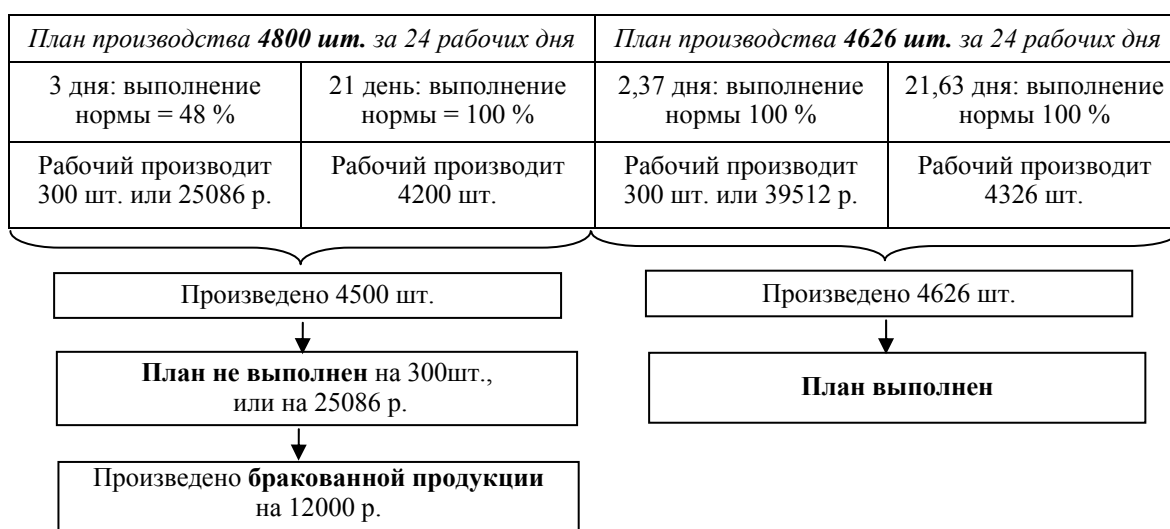 План производства 4800 шт. за 24 рабочих дня
План производства 4626 шт. за 24 рабочих дня
3 дня: выполнение
нормы = 48 %
21 день: выполнение
нормы = 100 %
2,37 дня: выполнение
нормы 100 %
21,63 дня: выполнение
нормы 100 %
Рабочий производит
300 шт. или 25086 р.
Рабочий производит
4200 шт.
Рабочий производит
300 шт. или 39512 р.
Рабочий производит
4326 шт.
Произведено 4500 шт.
Произведено 4626 шт.
План не выполнен на 300шт.,
или на 25086 р.
План выполнен
Произведено бракованной продукции
на 12000 р.